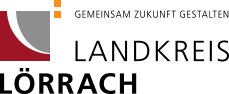 GEMEINSAM ZUKUNFT GESTALTEN
LANDKREIS
LÖRRACH